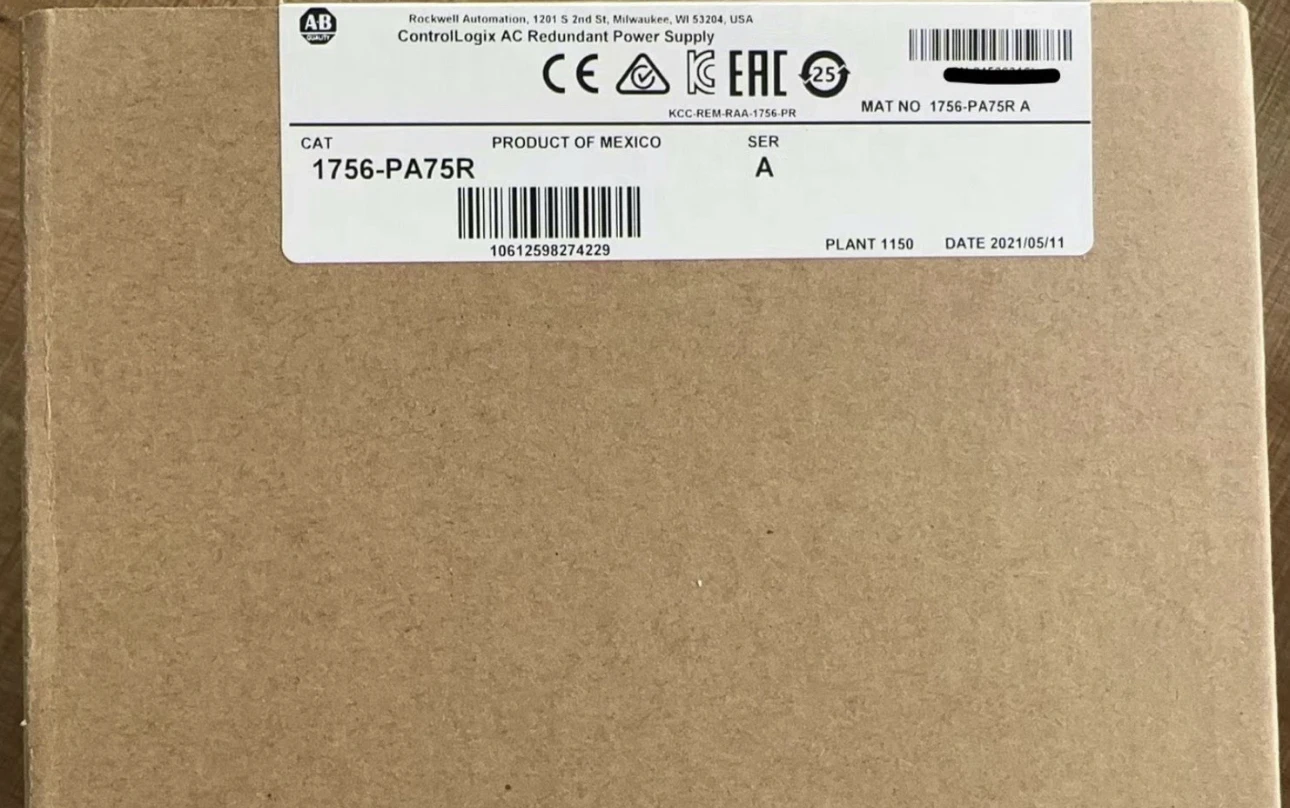 AB
QUALITY
Rockwell Automation, 1201 S 2nd St, Milwaukee, WI 53204, USA
ControlLogix AC Redundant Power Supply
CE
EAC
25
KCC-REM-RAA-1756-PR
MAT NO 1756-PA75R A
CAT
PRODUCT OF MEXICO
SER
1756-PA75R
A
10612598274229
PLANT 1150
DATE 2021/05/11